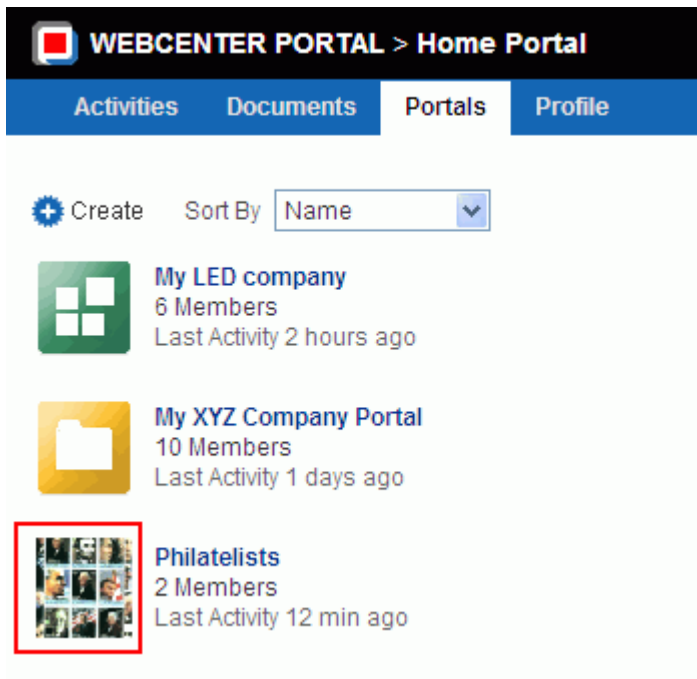 WEBCENTER PORTAL > Home Portal
Activities Documents Portals Profile
Create Sort By Name
My LED company
6 Members
Last Activity 2 hours ago
My XYZ Company Portal
10 Members
Last Activity 1 days ago
Philatelists
2 Members
Last Activity 12 min ago